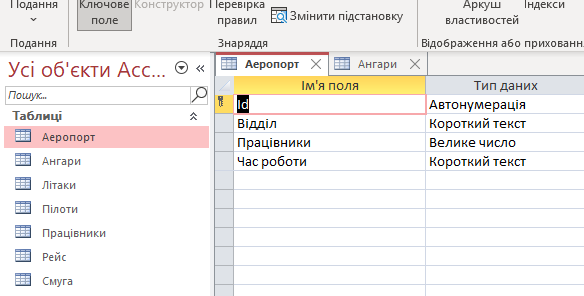 Подання
Ключове
поле
Конструктор
Перевірка
правил
Змінити підстановку
Аркуш
властивостей
Індекси
Подання
Знаряддя
Відображення або приховання
Усі об'єкти Acc...
Пошук...
Таблиці
Аеропорт
Ангари
Літаки
Пілоти
Працівники
Рейс
Смуга
Аеропорт
Ангари
Ім'я поля Тип даних
Id Автонумерація
Відділ Короткий текст
Працівники Велике число
Час роботи Короткий текст